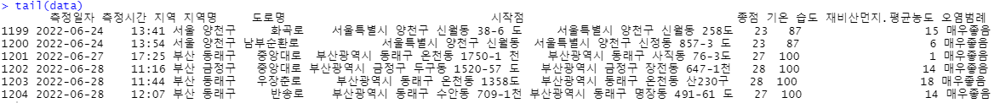 > tail(data)
측정일자 측정시간 지역 지역명 도로명 시작점 종점 기온 습도 재비산먼지.평균농도 오염범례
1199 2022-06-24 13:41 서울 양천구 화곡로 서울특별시 양천구 신월동 38-6 도 서울특별시 양천구 신월동 258도 23 87 15 매우좋음
1200 2022-06-24 13:54 서울 양천구 남부순환로 서울특별시 양천구 신월동 서울특별시 양천구 신정동 857-3 도 23 87 6 매우좋음
1201 2022-06-27 17:25 부산 동래구 중앙대로 부산광역시 동래구 온천동 1750-1 천 부산광역시 동래구 사직동 76-3도 27 100 1 매우좋음
1202 2022-06-28 11:16 부산 금정구 중앙대로 부산광역시 금정구 두구동 1520-57 도 부산광역시 금정구 장전동 647-1천 28 100 14 매우좋음
1203 2022-06-28 11:44 부산 동래구 우장춘로 부산광역시 동래구 온천동 1358도 부산광역시 동래구 온천동 산230구 28 100 18 매우좋음
1204 2022-06-28 12:07 부산 동래구 반송로 부산광역시 동래구 수안동 709-1천 부산광역시 동래구 명장동 491-61 도 27 100 14 매우좋음